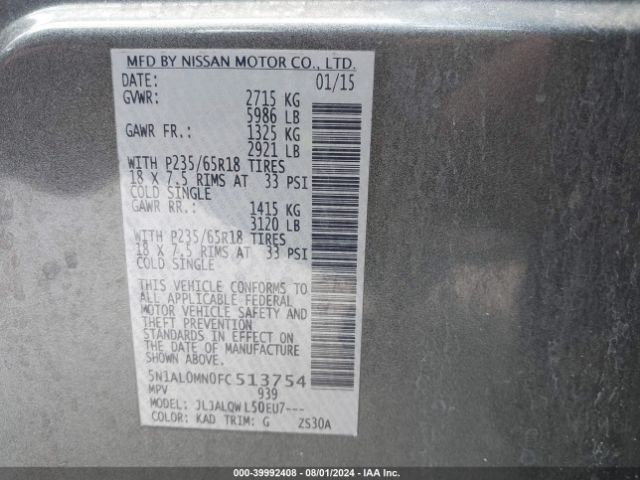 MFD BY NISSAN MOTOR CO., LTD.
DATE: 01/15
GVWR: 2715 KG
5986 LB
GAWR FR.: 1325 KG
2921 LB
WITH P235/65R18 TIRES
18 X 7.5 RIMS AT 33 PSI
COLD SINGLE
GAWR RR.: 1415 KG
3120 LB
WITH P235/65R18 TIRES
18 X 7.5 RIMS AT 33 PSI
COLD SINGLE
THIS VEHICLE CONFORMS TO
ALL APPLICABLE FEDERAL
MOTOR VEHICLE SAFETY AND
THEFT PREVENTION
STANDARDS IN EFFECT ON
THE DATE OF MANUFACTURE
SHOWN ABOVE.
5N1AL0MN0FC513754
MPV 939
MODEL: JLJALQWL50EU7---
COLOR: KAD TRIM: G ZS30A
000-39992408 - 08/01/2024 - IAA Inc.